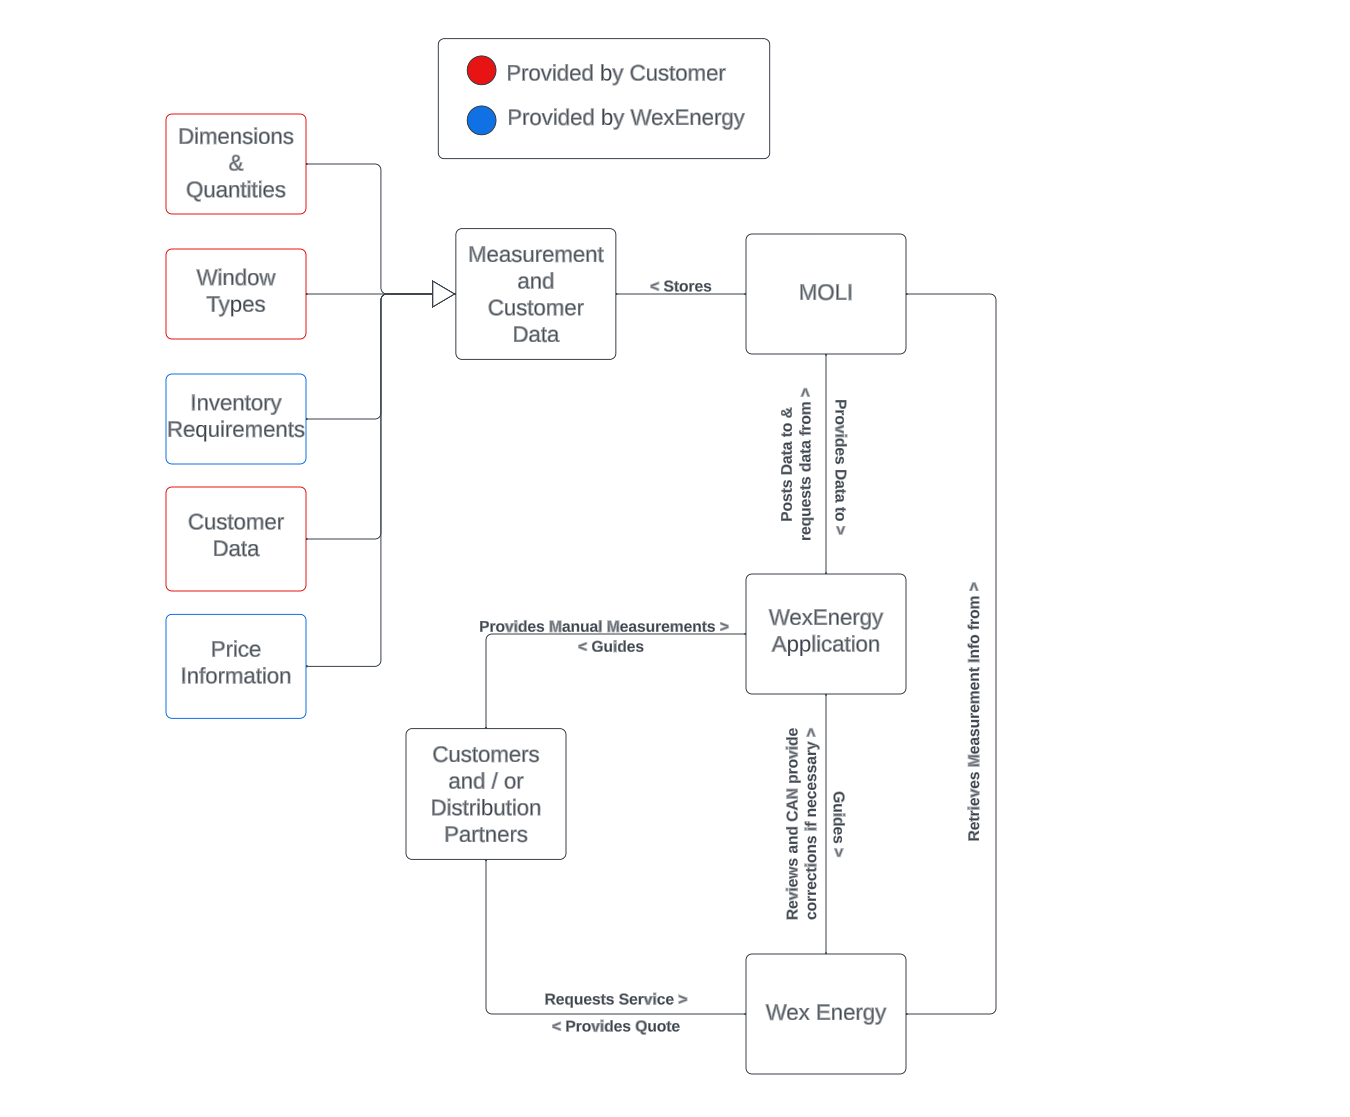 Provided by Customer
Provided by WexEnergy
Dimensions
&
Quantities
Window
Types
Inventory
Requirements
Customer
Data
Price
Information
Measurement
and
Customer
Data
< Stores
MOLI
Posts Data to &
requests data from >
Provides Data to >
WexEnergy
Application
Provides Manual Measurements >
< Guides
Customers
and / or
Distribution
Partners
Reviews and CAN provide
corrections if necessary >
Guides >
Retrieves Measurement Info from >
Requests Service >
< Provides Quote
Wex Energy